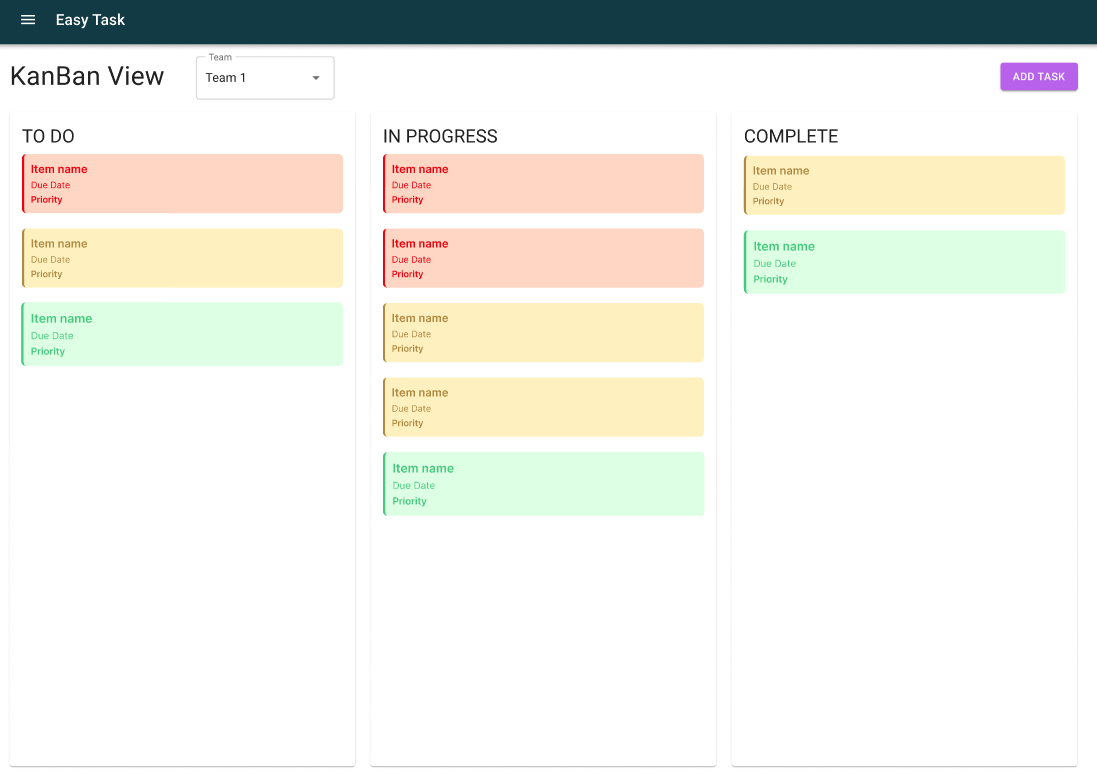 Easy Task
KanBan View
Team
Team 1
ADD TASK
TO DO
Item name
Due Date
Priority
Item name
Due Date
Priority
Item name
Due Date
Priority
IN PROGRESS
Item name
Due Date
Priority
Item name
Due Date
Priority
Item name
Due Date
Priority
Item name
Due Date
Priority
Item name
Due Date
Priority
COMPLETE
Item name
Due Date
Priority
Item name
Due Date
Priority